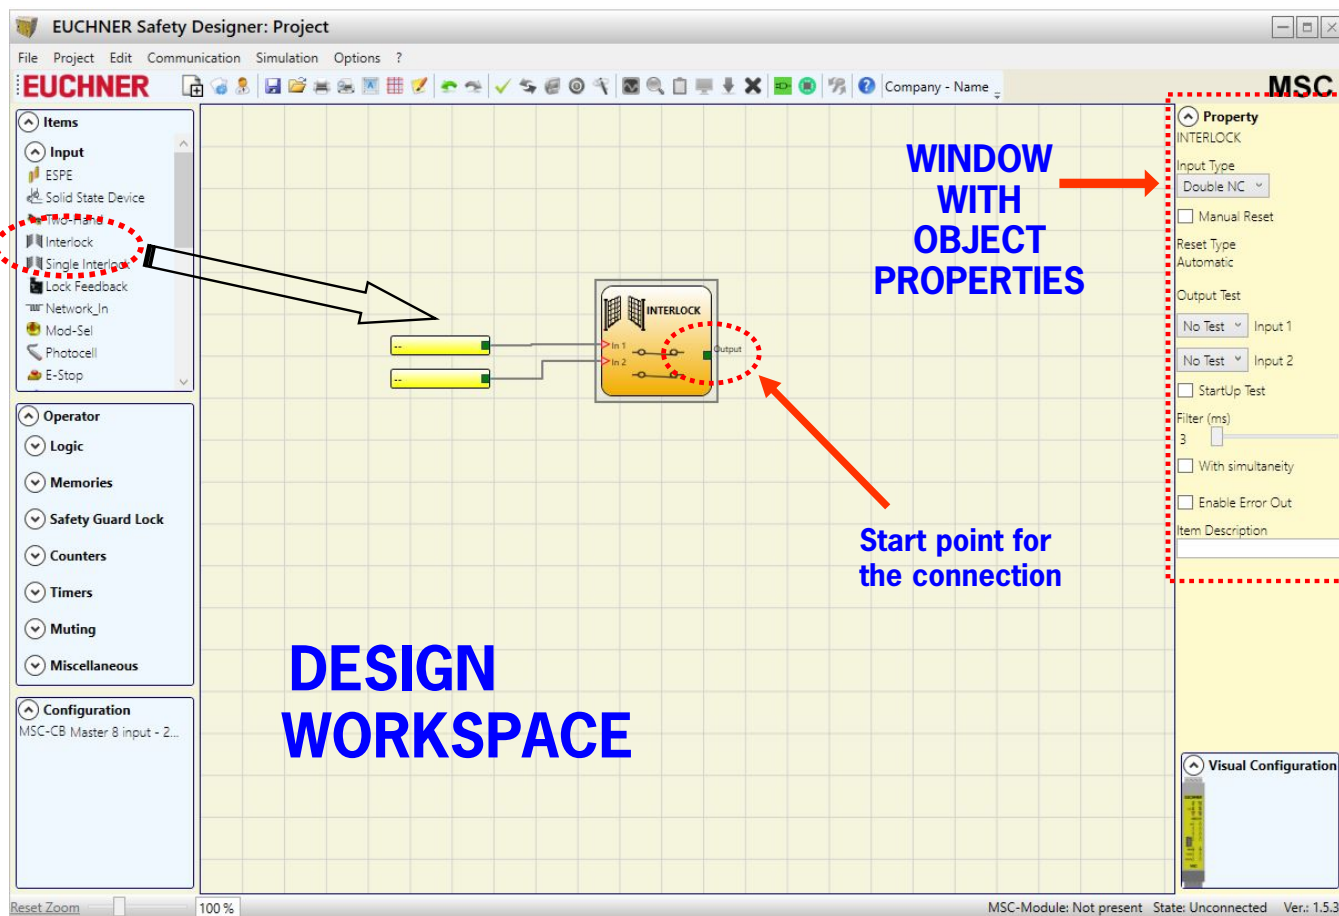 EUCHNER Safety Designer: Project
File Project Edit Communication Simulation Options ?
EUCHNER
Company - Name
MSC
Items
Input
ESPE
Solid State Device
Two-Hand
Interlock
Single Interlock
Lock Feedback
Network_In
Mod-Sel
Photocell
E-Stop
Operator
Logic
Memories
Safety Guard Lock
Counters
Timers
Muting
Miscellaneous
Configuration
MSC-CB Master 8 input - 2...
--
--
INTERLOCK
In 1
In 2
Output
WINDOW
WITH
OBJECT
PROPERTIES
Start point for
the connection
DESIGN
WORKSPACE
Property
INTERLOCK
Input Type
Double NC
Manual Reset
Reset Type
Automatic
Output Test
No Test Input 1
No Test Input 2
StartUp Test
Filter (ms)
3
With simultaneity
Enable Error Out
Item Description
Visual Configuration
Reset Zoom 100 % MSC-Module: Not present State: Unconnected Ver.: 1.5.3